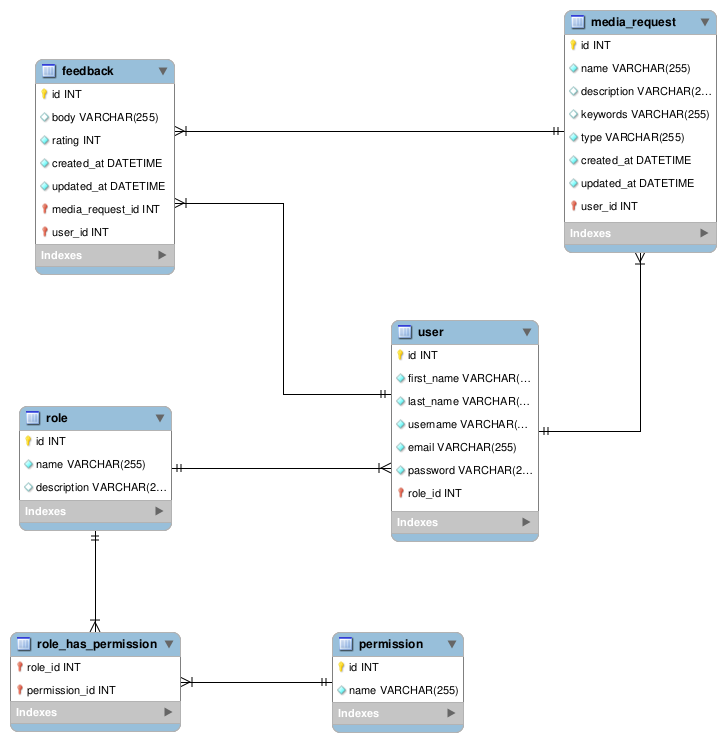 media_request
id INT
name VARCHAR(255)
description VARCHAR(2...
keywords VARCHAR(255)
type VARCHAR(255)
created_at DATETIME
updated_at DATETIME
user_id INT
feedback
id INT
body VARCHAR(255)
rating INT
created_at DATETIME
updated_at DATETIME
media_request_id INT
user_id INT
Indexes
user
id INT
first_name VARCHAR(...
last_name VARCHAR(...
username VARCHAR(...
email VARCHAR(255)
password VARCHAR(2...
role_id INT
Indexes
role
id INT
name VARCHAR(255)
description VARCHAR(2...
Indexes
role_has_permission
role_id INT
permission_id INT
Indexes
permission
id INT
name VARCHAR(255)
Indexes
Indexes